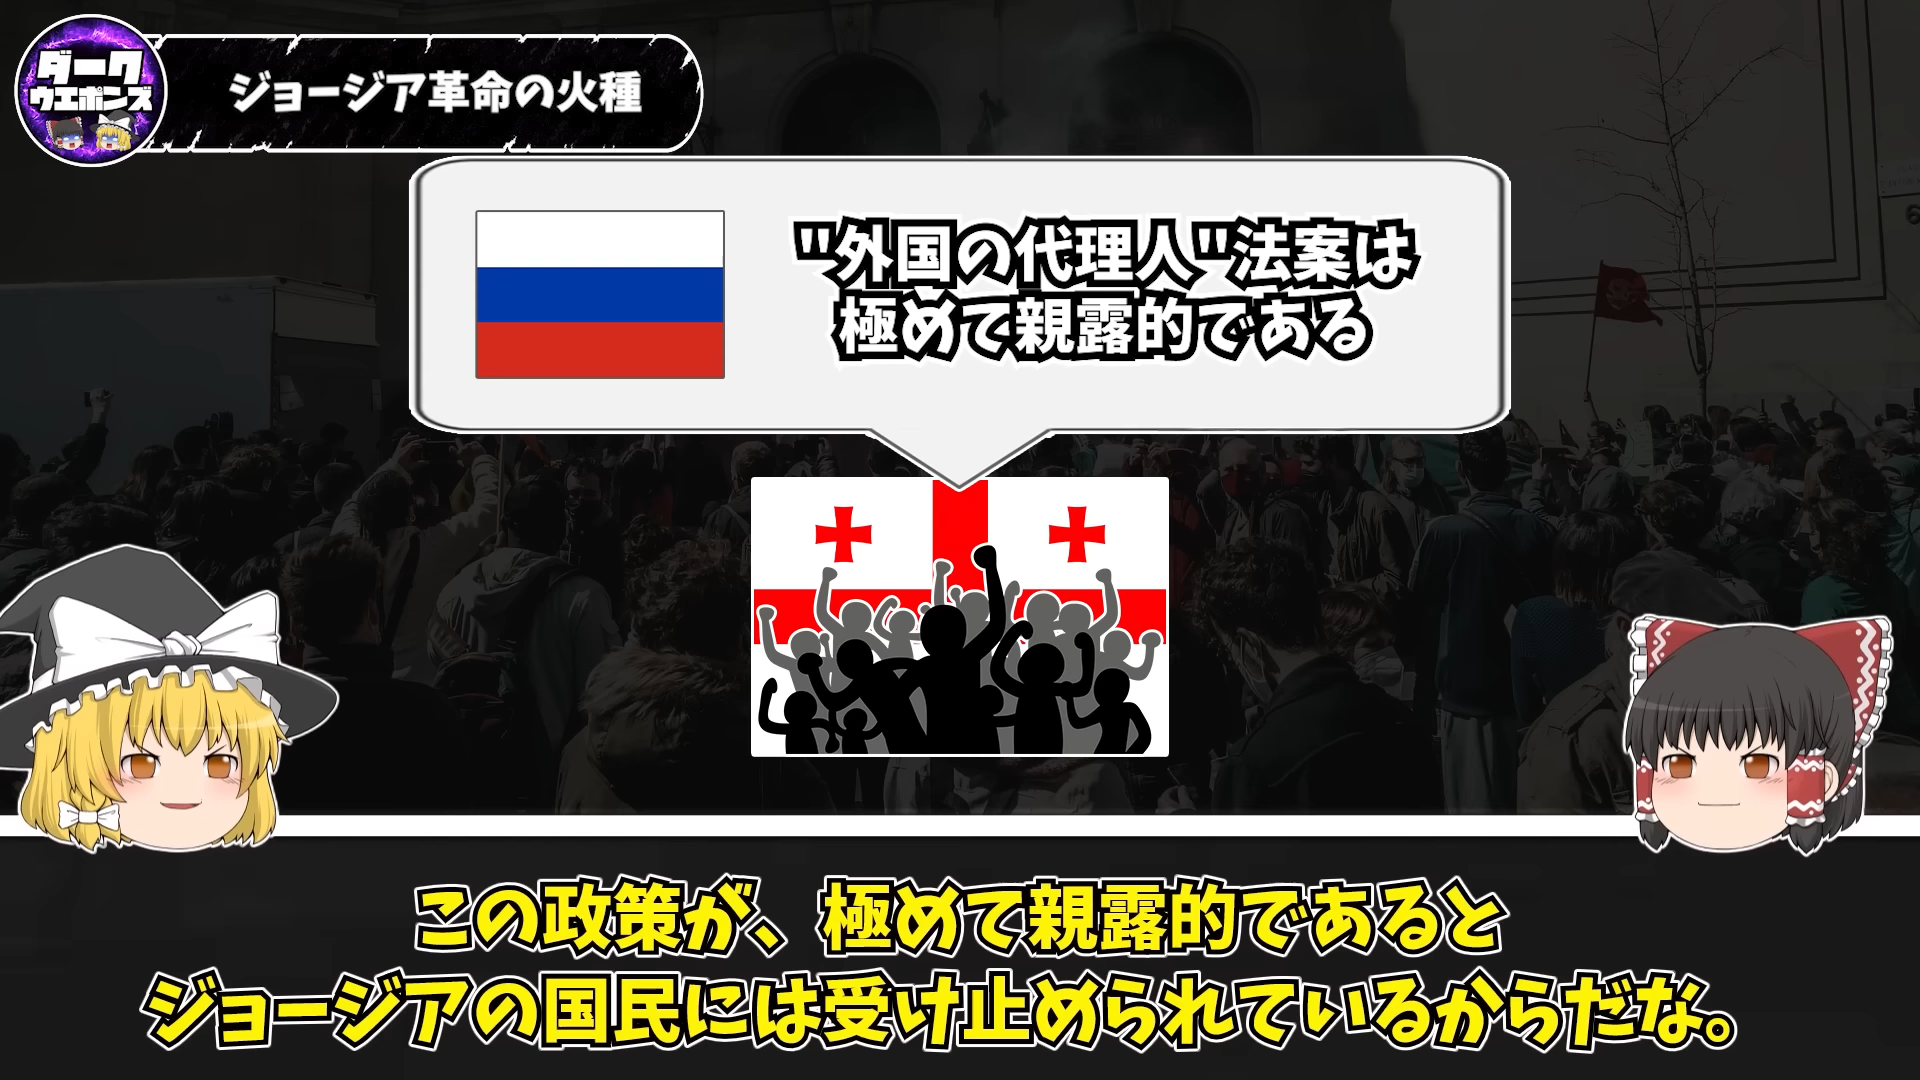 ダーク
ウエポンズ
ジョージア革命の火種
"外国の代理人"法案は
極めて親露的である
この政策が、極めて親露的であると
ジョージアの国民には受け止められているからだな。